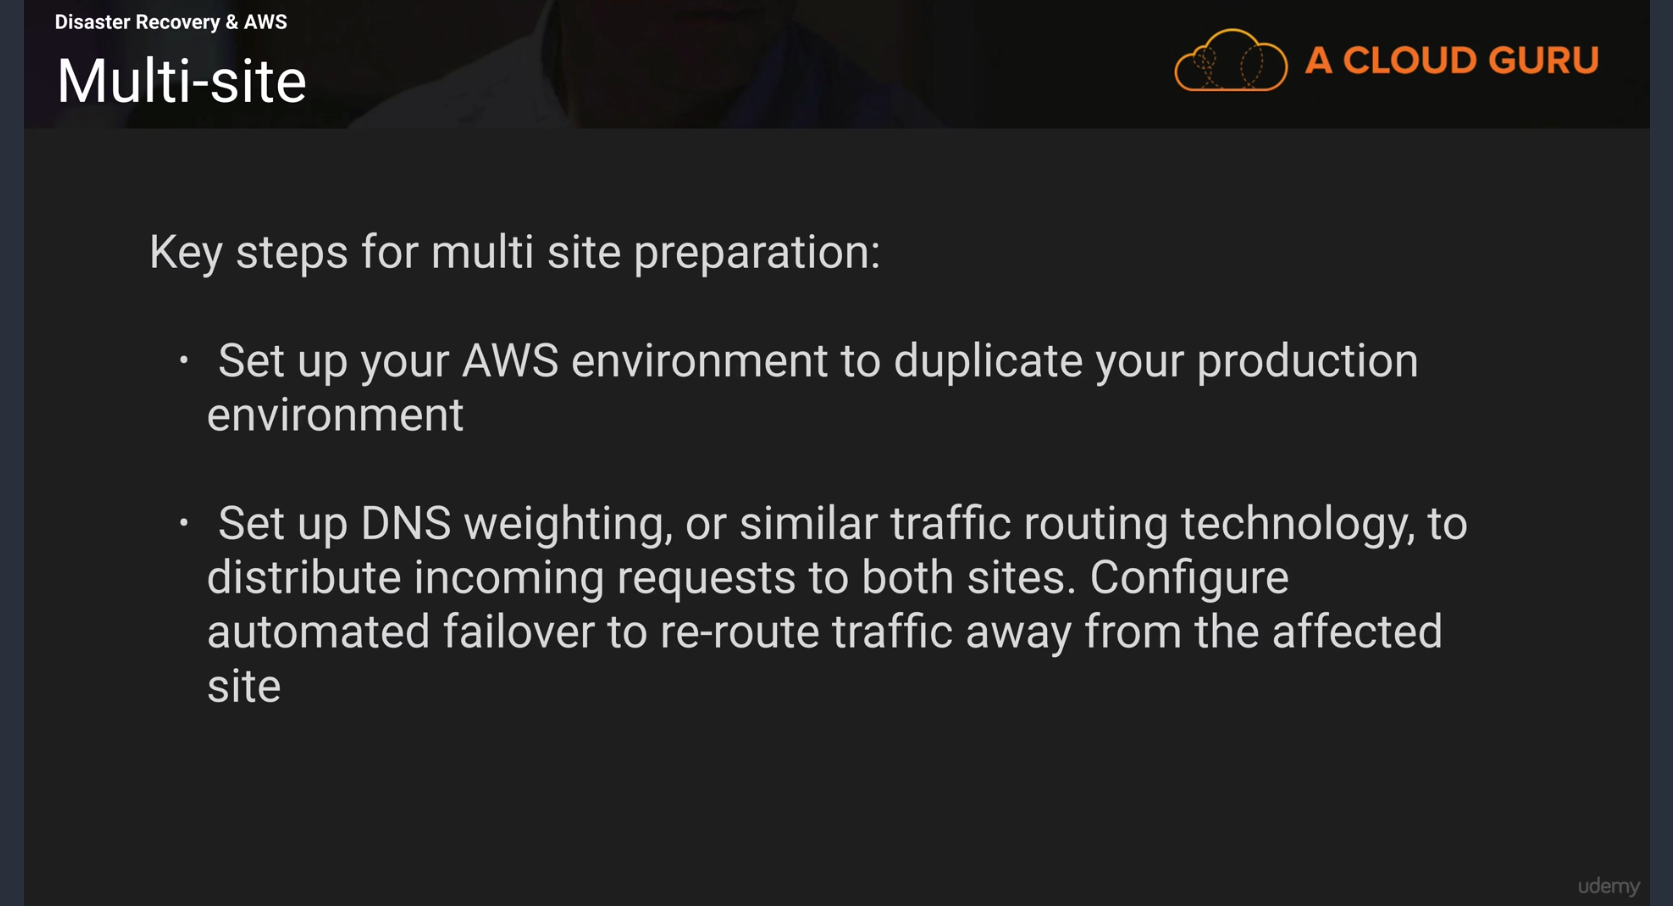 Disaster Recovery & AWS
Multi-site
A CLOUD GURU
Key steps for multi site preparation:
• Set up your AWS environment to duplicate your production
environment
• Set up DNS weighting, or similar traffic routing technology, to
distribute incoming requests to both sites. Configure
automated failover to re-route traffic away from the affected
site
udemy